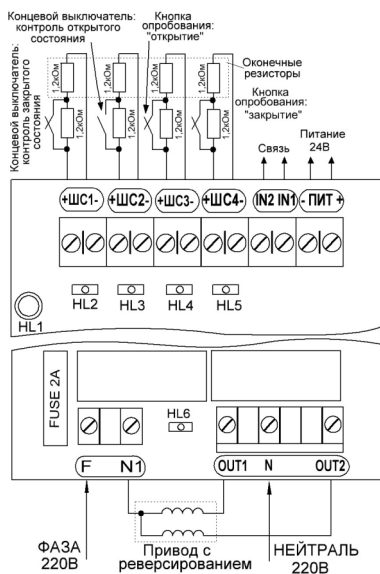 Концевой выключатель:
контроль открытого
состояния
Кнопка
опробования:
"открытие"
Концевой выключатель:
контроль закрытого
состояния
1,2кОм
1,2кОм
1,2кОм
1,2кОм
1,2кОм
1,2кОм
1,2кОм
1,2кОм
Оконечные
резисторы
Кнопка
опробования:
"закрытие"
Связь
Питание
24В
+ШС1-
+ШС2-
+ШС3-
+ШС4-
IN2 IN1
- ПИТ +
HL1
HL2
HL3
HL4
HL5
FUSE 2A
HL6
F N1
OUT1 N OUT2
ФАЗА
220В
Привод с
реверсированием
НЕЙТРАЛЬ
220В